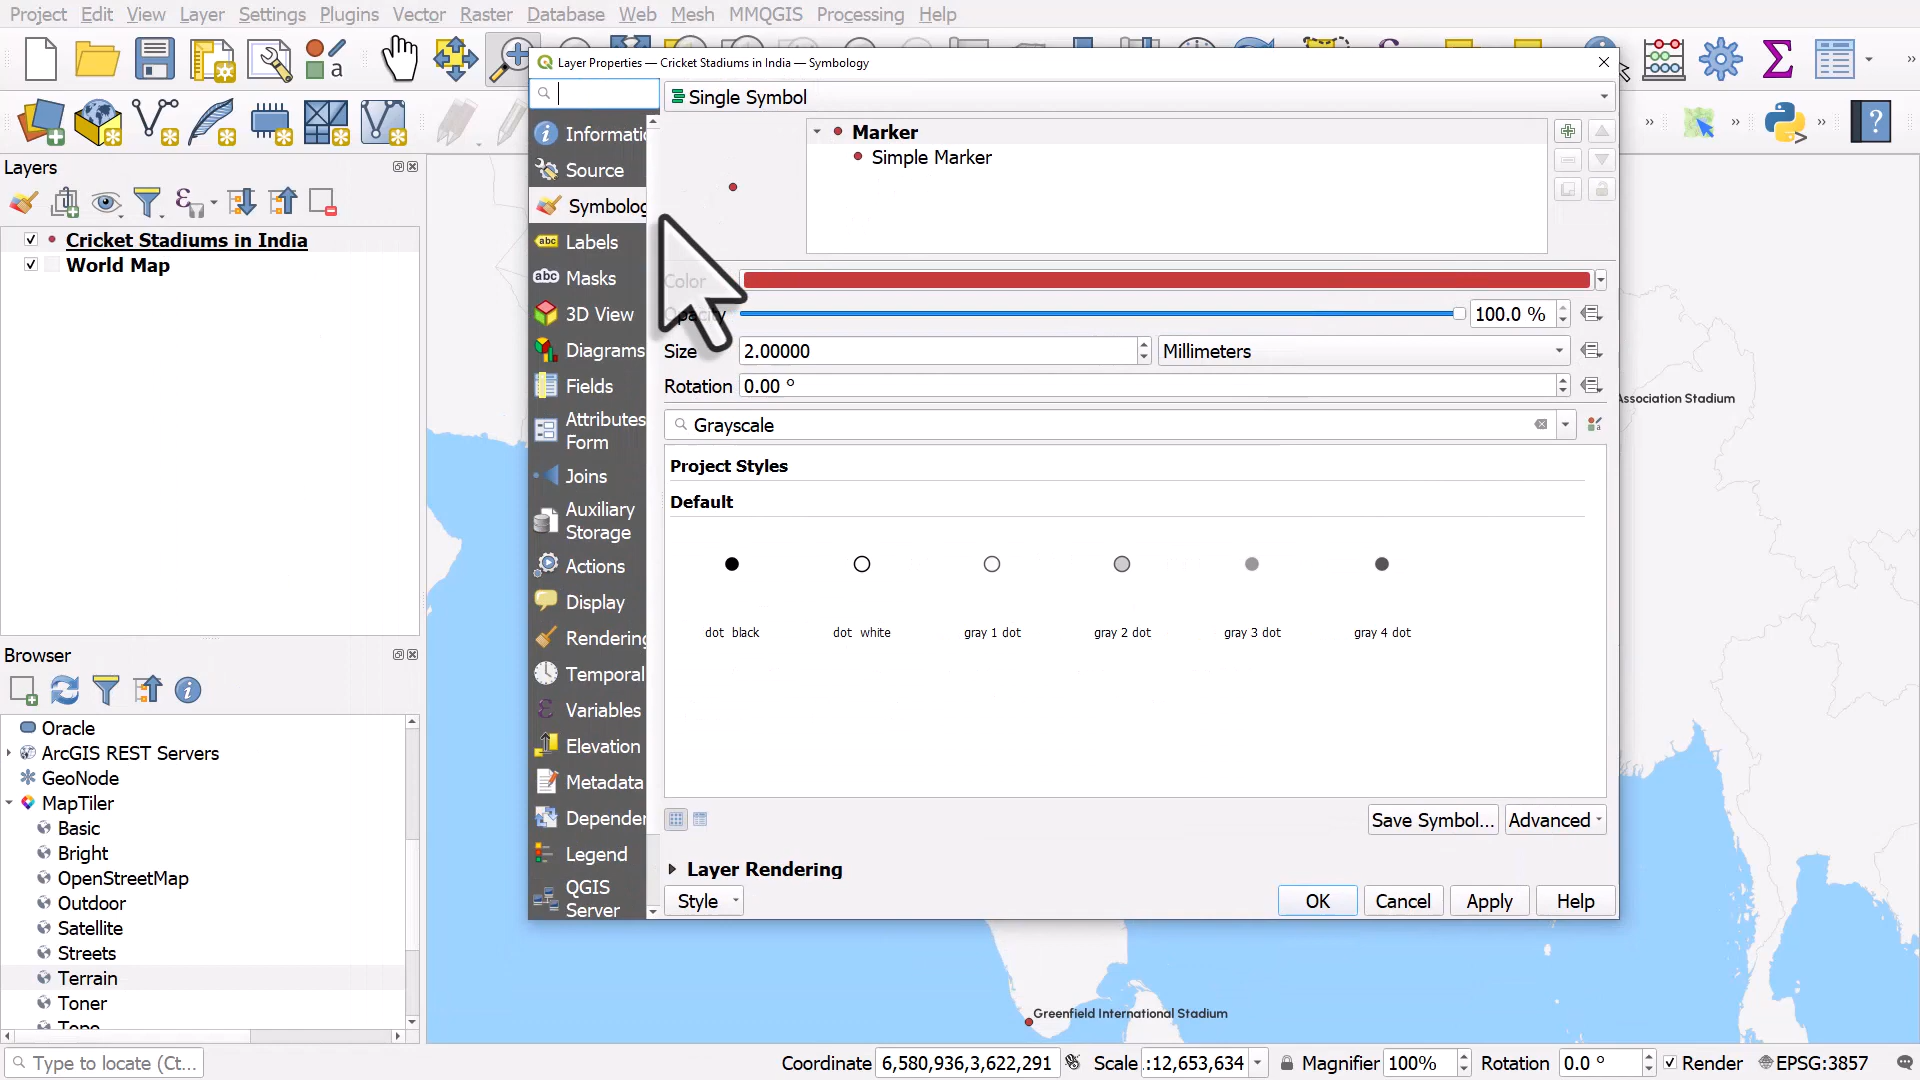 Project Edit View Layer Settings Plugins Vector Raster Database Web Mesh MMQGIS Processing Help
Layer Properties — Cricket Stadiums in India — Symbology
Single Symbol
Informatio
Marker
Simple Marker
Source
Layers
Symbolog
Labels
Cricket Stadiums in India
World Map
Masks
Color
3D View
Opacity
100.0 %
Diagrams
Size
2.00000
Millimeters
Fields
Rotation
0.00 °
Association Stadium
Attributes
Form
Grayscale
Project Styles
Joins
Default
Auxiliary
Storage
Actions
Display
dot black
dot white
gray 1 dot
gray 2 dot
gray 3 dot
gray 4 dot
Rendering
Browser
Temporal
Variables
Oracle
ArcGIS REST Servers
GeoNode
MapTiler
Basic
Bright
OpenStreetMap
Outdoor
Satellite
Streets
Terrain
Toner
Elevation
Metadata
Depender
Save Symbol...
Advanced
Legend
Layer Rendering
QGIS
Server
Style
OK
Cancel
Apply
Help
Greenfield International Stadium
Type to locate (Ct...
Coordinate 6,580,936,3,622,291
Scale :12,653,634
Magnifier 100%
Rotation 0.0 °
Render
EPSG:3857